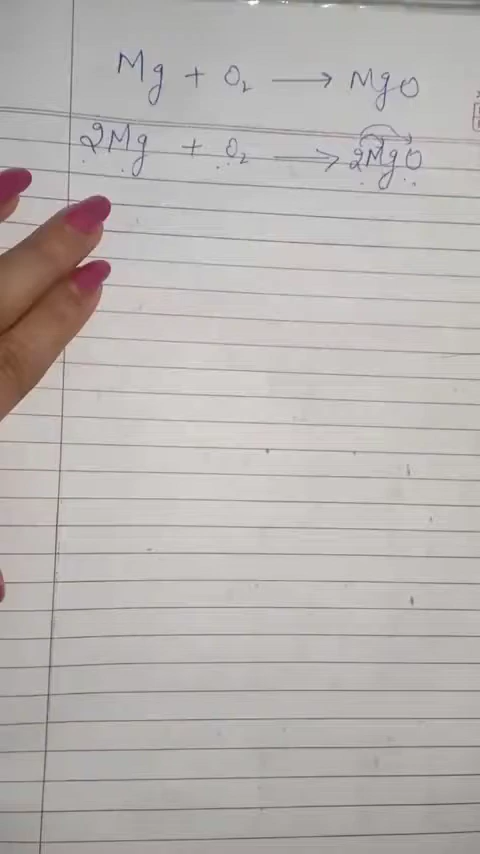 Mg + O₂ → MgO
2Mg + O₂ → 2MgO